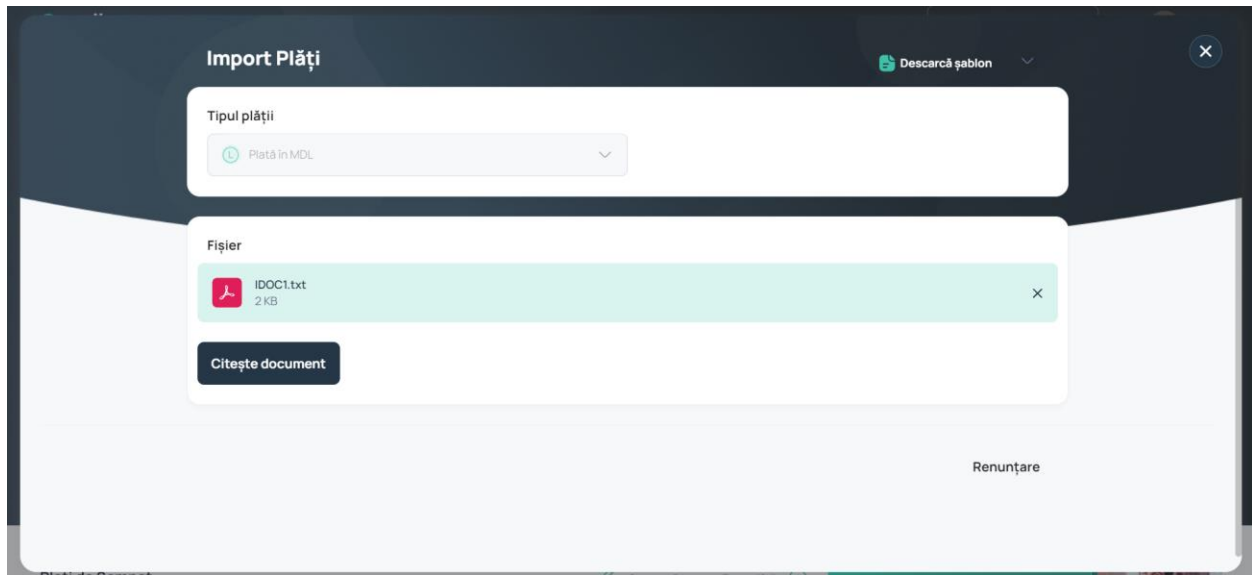 Import Plăți
Descarcă șablon
Tipul plății
Plată în MDL
Fișier
IDOC1.txt
2 KB
Citește document
Renunțare